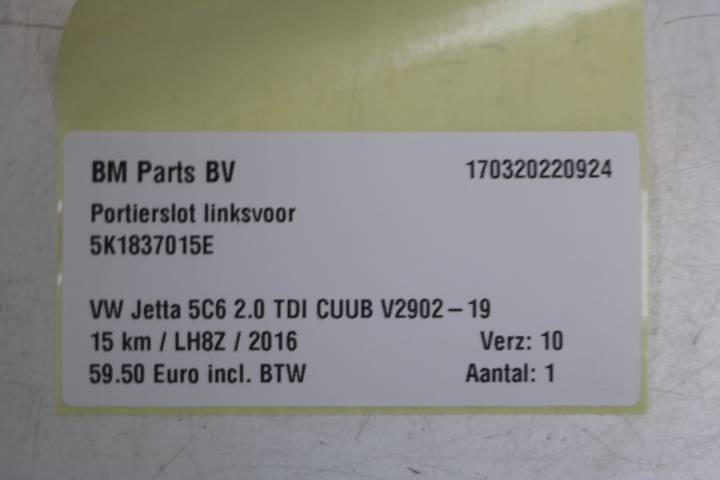 BM Parts BV 170320220924
Portierslot linksvoor
5K1837015E
VW Jetta 5C6 2.0 TDI CUUB V2902-19
15 km / LH8Z / 2016 Verz: 10
59.50 Euro incl. BTW Aantal: 1